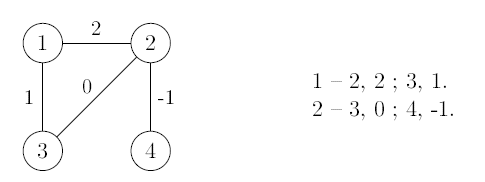 1 2 2
1 0 -1
3 4
1 – 2, 2 ; 3, 1.
2 – 3, 0 ; 4, -1.